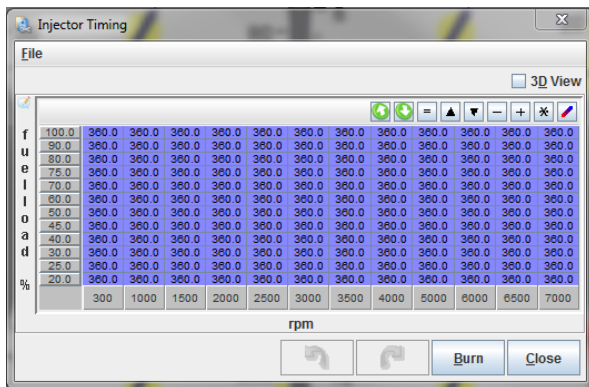 Injector Timing
File
3D View
= − + *
fuelload %
100.0 360.0 360.0 360.0 360.0 360.0 360.0 360.0 360.0 360.0 360.0 360.0 360.0
90.0 360.0 360.0 360.0 360.0 360.0 360.0 360.0 360.0 360.0 360.0 360.0 360.0
80.0 360.0 360.0 360.0 360.0 360.0 360.0 360.0 360.0 360.0 360.0 360.0 360.0
75.0 360.0 360.0 360.0 360.0 360.0 360.0 360.0 360.0 360.0 360.0 360.0 360.0
70.0 360.0 360.0 360.0 360.0 360.0 360.0 360.0 360.0 360.0 360.0 360.0 360.0
60.0 360.0 360.0 360.0 360.0 360.0 360.0 360.0 360.0 360.0 360.0 360.0 360.0
50.0 360.0 360.0 360.0 360.0 360.0 360.0 360.0 360.0 360.0 360.0 360.0 360.0
45.0 360.0 360.0 360.0 360.0 360.0 360.0 360.0 360.0 360.0 360.0 360.0 360.0
40.0 360.0 360.0 360.0 360.0 360.0 360.0 360.0 360.0 360.0 360.0 360.0 360.0
30.0 360.0 360.0 360.0 360.0 360.0 360.0 360.0 360.0 360.0 360.0 360.0 360.0
25.0 360.0 360.0 360.0 360.0 360.0 360.0 360.0 360.0 360.0 360.0 360.0 360.0
20.0 360.0 360.0 360.0 360.0 360.0 360.0 360.0 360.0 360.0 360.0 360.0 360.0
300 1000 1500 2000 2500 3000 3500 4000 5000 6000 6500 7000
rpm
Burn Close